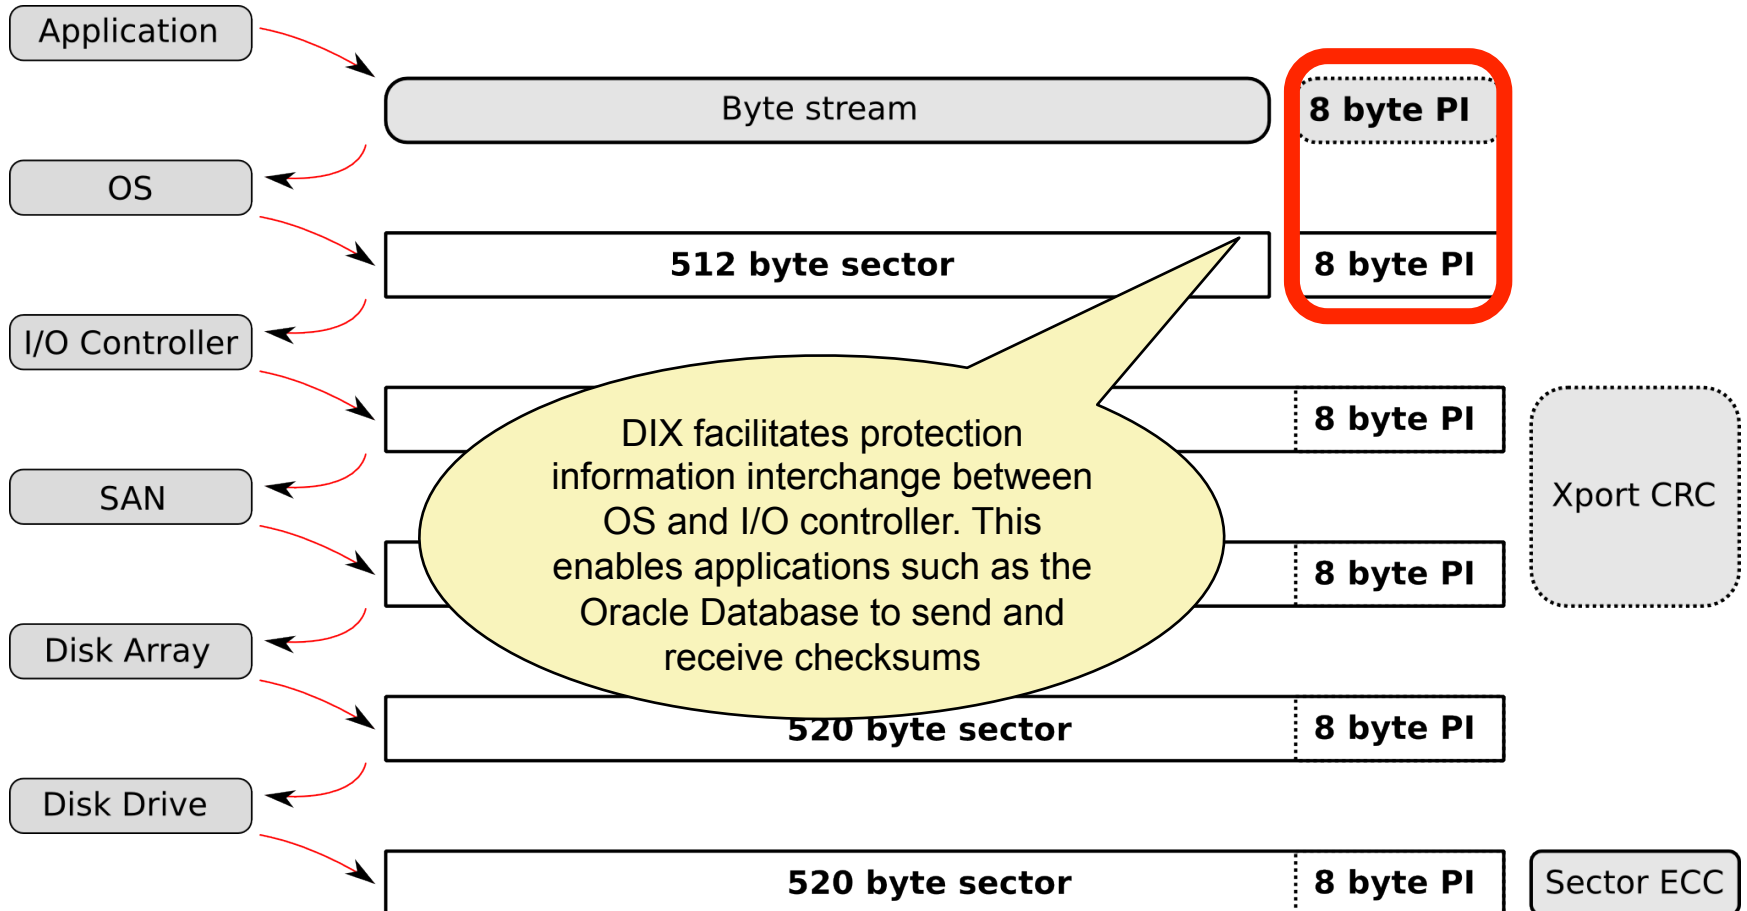 Application
Byte stream
8 byte PI
OS
512 byte sector
8 byte PI
I/O Controller
8 byte PI
DIX facilitates protection
information interchange between
OS and I/O controller. This
enables applications such as the
Oracle Database to send and
receive checksums
Xport CRC
SAN
8 byte PI
Disk Array
520 byte sector
8 byte PI
Disk Drive
520 byte sector
8 byte PI
Sector ECC